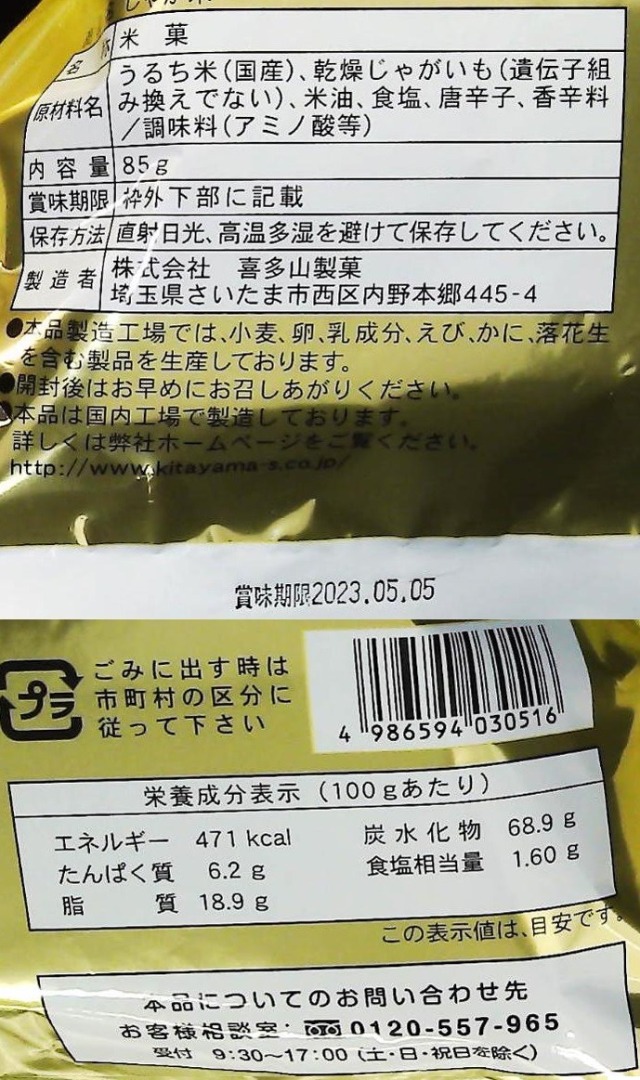 名 称 米 菓
原材料名 うるち米(国産)、乾燥じゃがいも(遺伝子組
み換えでない)、米油、食塩、唐辛子、香辛料
/調味料(アミノ酸等)
内容量 85g
賞味期限 枠外下部に記載
保存方法 直射日光、高温多湿を避けて保存してください。
製造者 株式会社 喜多山製菓
埼玉県さいたま市西区内野本郷445-4
●本品製造工場では、小麦、卵、乳成分、えび、かに、落花生
を含む製品を生産しております。
●開封後はお早めにお召しあがりください。
●本品は国内工場で製造しております。
詳しくは弊社ホームページをご覧ください。
http://www.kitayama-s.co.jp/
賞味期限2023.05.05
プラ
ごみに出す時は
市町村の区分に
従って下さい
4 986594 030516
栄養成分表示(100gあたり)
エネルギー 471 kcal 炭水化物 68.9 g
たんぱく質 6.2 g 食塩相当量 1.60 g
脂質 18.9 g
この表示値は、目安です。
本品についてのお問い合わせ先
お客様相談室: 0120-557-965
受付 9:30~17:00 (土・日・祝日を除く)